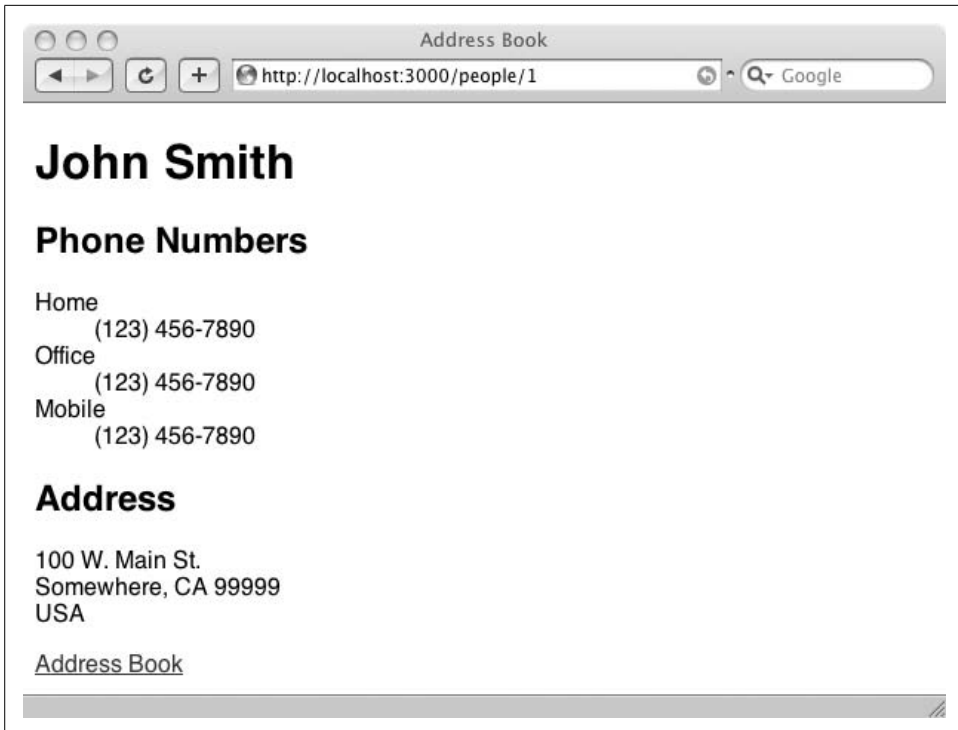 Address Book
http://localhost:3000/people/1
Google
John Smith
Phone Numbers
Home
(123) 456-7890
Office
(123) 456-7890
Mobile
(123) 456-7890
Address
100 W. Main St.
Somewhere, CA 99999
USA
Address Book